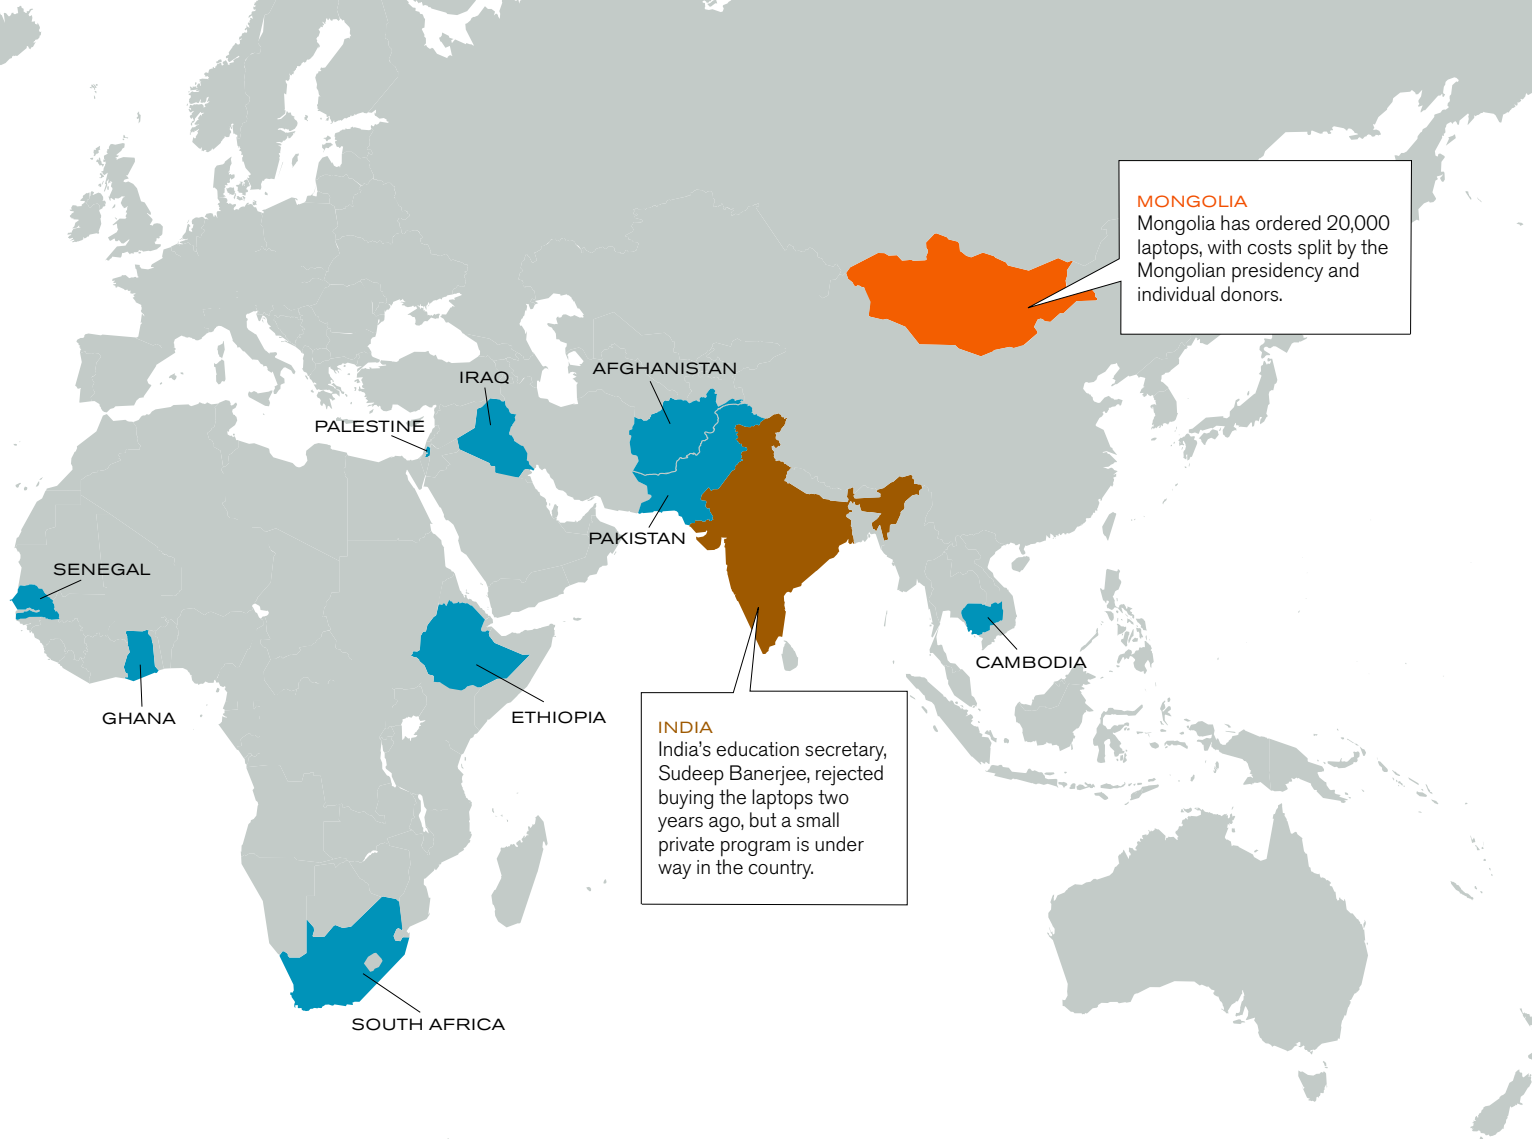 MONGOLIA
Mongolia has ordered 20,000
laptops, with costs split by the
Mongolian presidency and
individual donors.
AFGHANISTAN
IRAQ
PALESTINE
PAKISTAN
SENEGAL
CAMBODIA
GHANA
ETHIOPIA
INDIA
India's education secretary,
Sudeep Banerjee, rejected
buying the laptops two
years ago, but a small
private program is under
way in the country.
SOUTH AFRICA